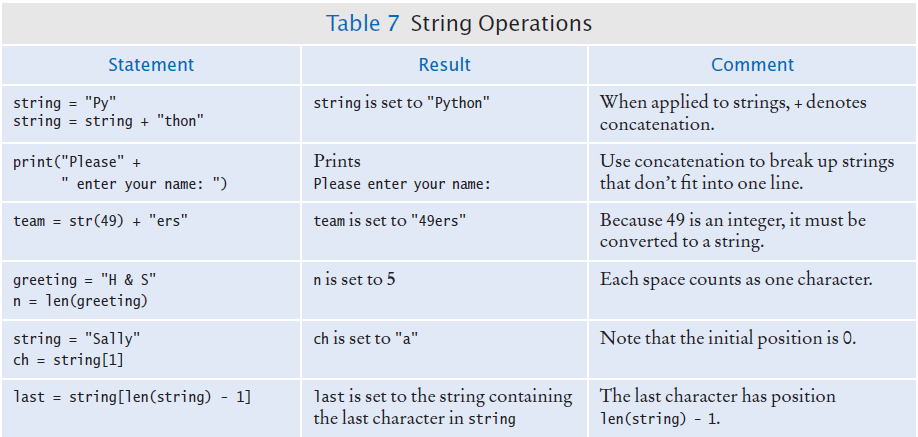 Table 7 String Operations
Statement Result Comment
string = "Py"
string = string + "thon"
string is set to "Python"
When applied to strings, + denotes
concatenation.
print("Please" +
" enter your name: ")
Prints
Please enter your name:
Use concatenation to break up strings
that don’t fit into one line.
team = str(49) + "ers"
team is set to "49ers"
Because 49 is an integer, it must be
converted to a string.
greeting = "H & S"
n = len(greeting)
n is set to 5
Each space counts as one character.
string = "Sally"
ch = string[1]
ch is set to "a"
Note that the initial position is 0.
last = string[len(string) - 1]
last is set to the string containing
the last character in string
The last character has position
len(string) - 1.